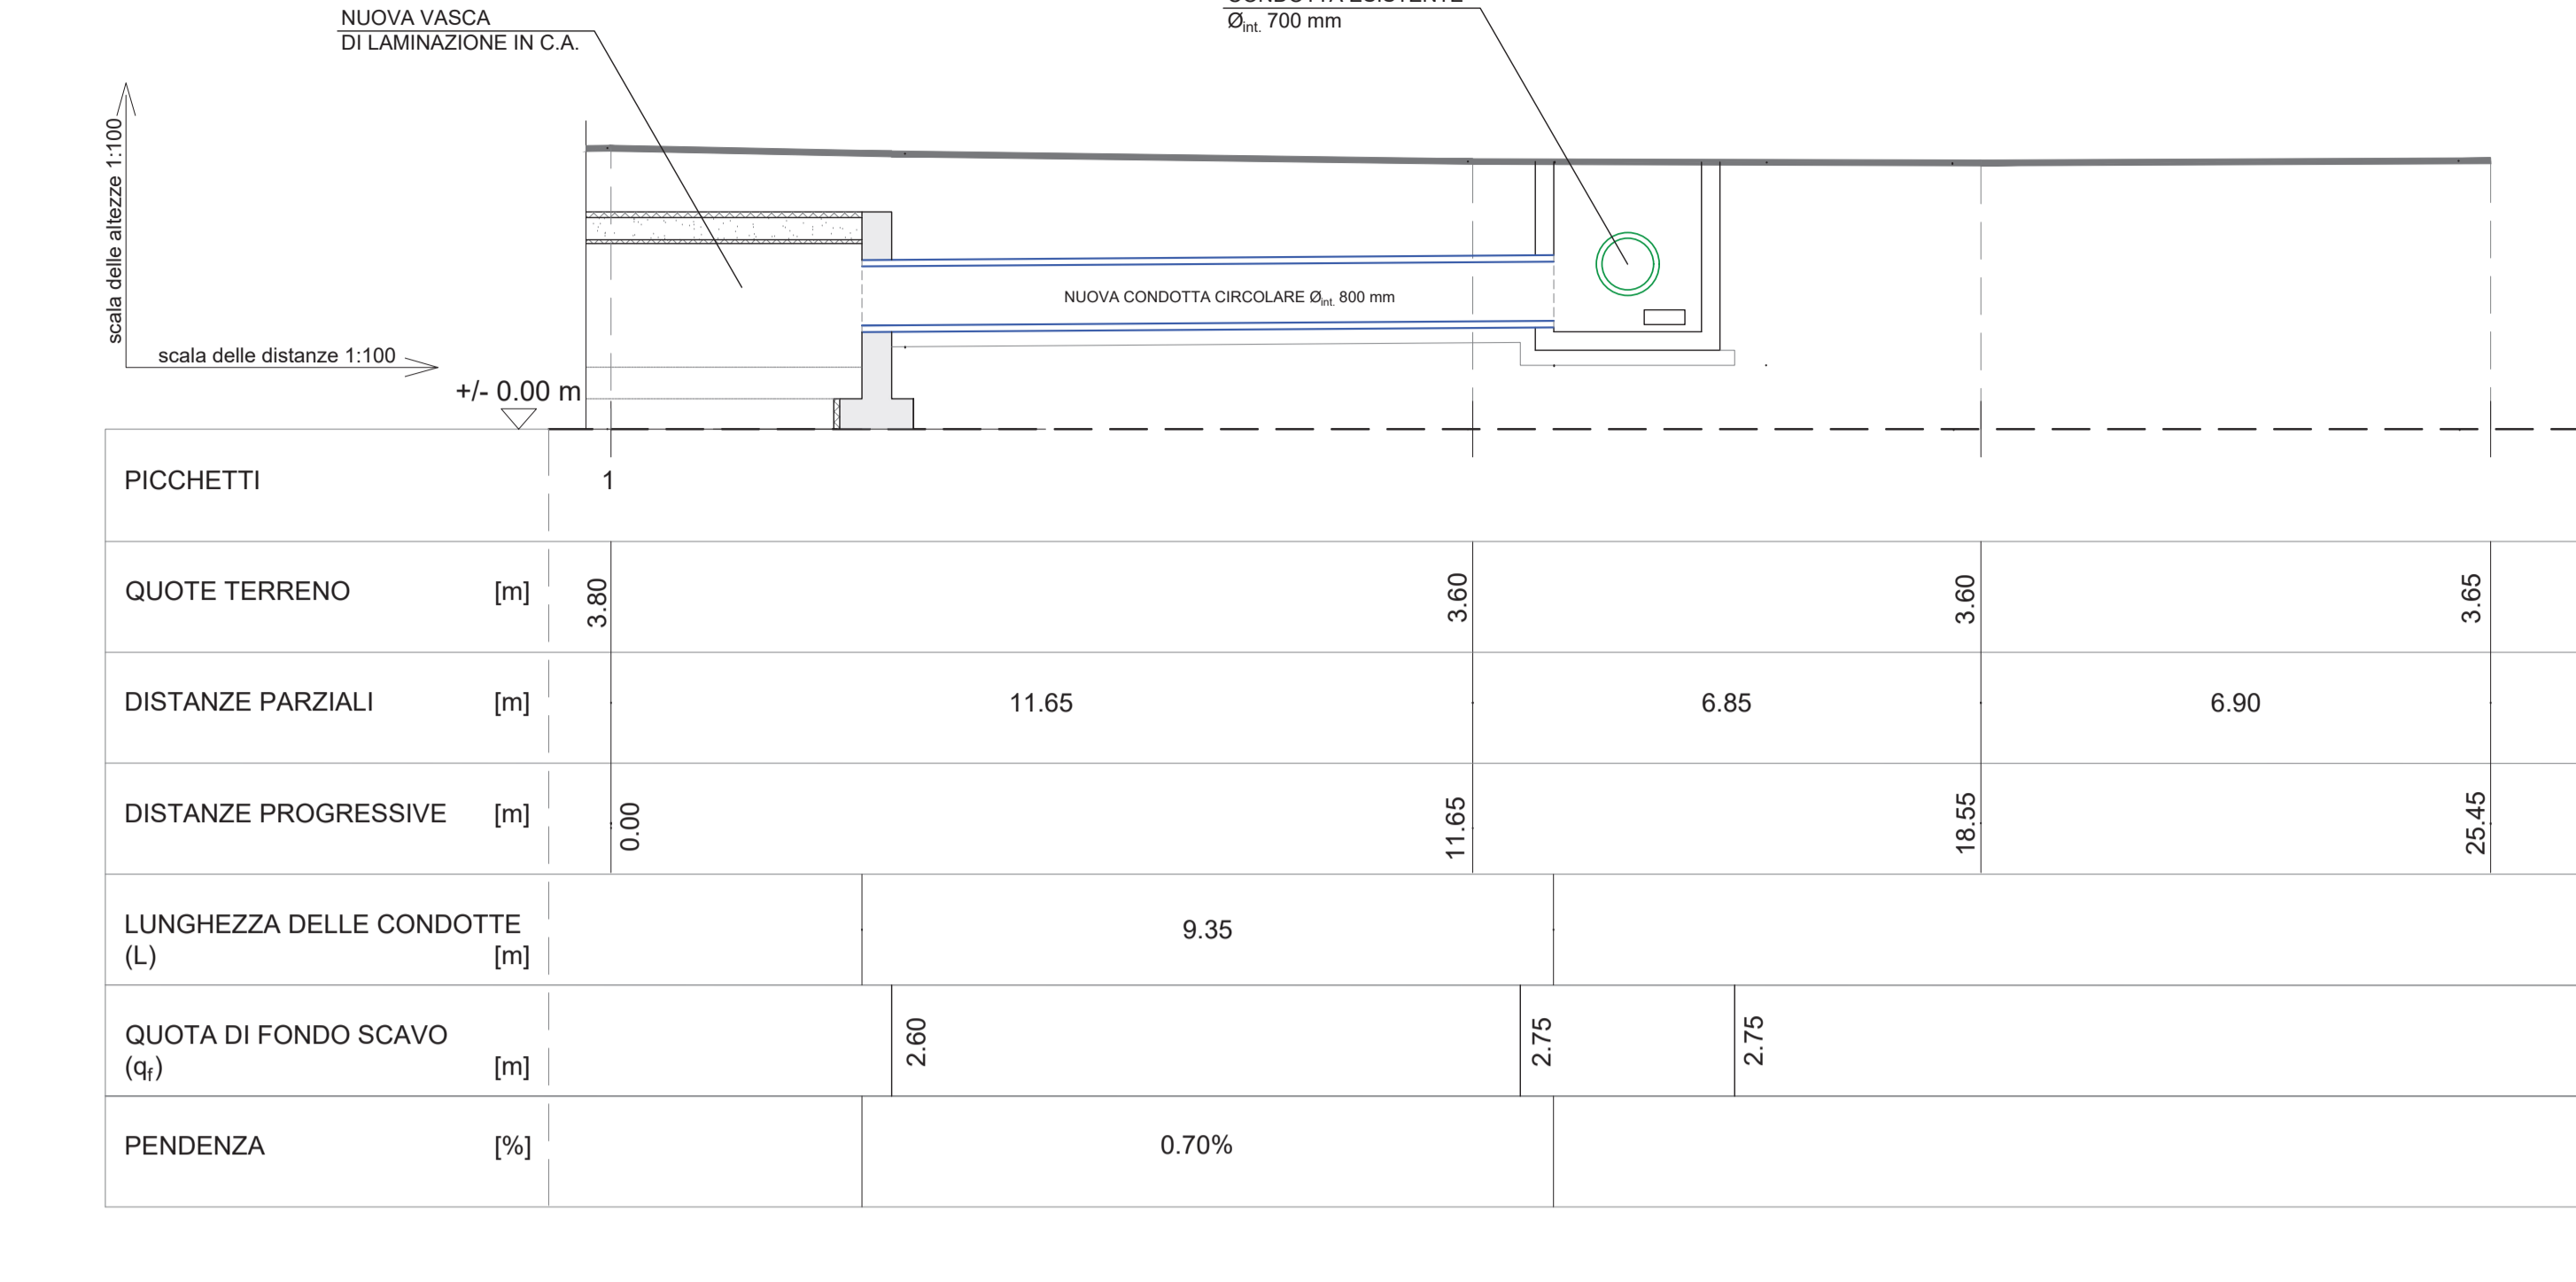 NUOVA VASCA
DI LAMINAZIONE IN C.A.
Ø int. 700 mm
scala delle altezze 1:100
NUOVA CONDOTTA CIRCOLARE Ø int. 800 mm
scala delle distanze 1:100
+/- 0.00 m
PICCHETTI 1
QUOTE TERRENO [m] 3.80 3.60 3.60 3.65
DISTANZE PARZIALI [m] 11.65 6.85 6.90
DISTANZE PROGRESSIVE [m] 0.00 11.65 18.55 25.45
LUNGHEZZA DELLE CONDOTTE 9.35
(L) [m]
QUOTA DI FONDO SCAVO 2.60 2.75 2.75
(qf) [m]
PENDENZA [%] 0.70%